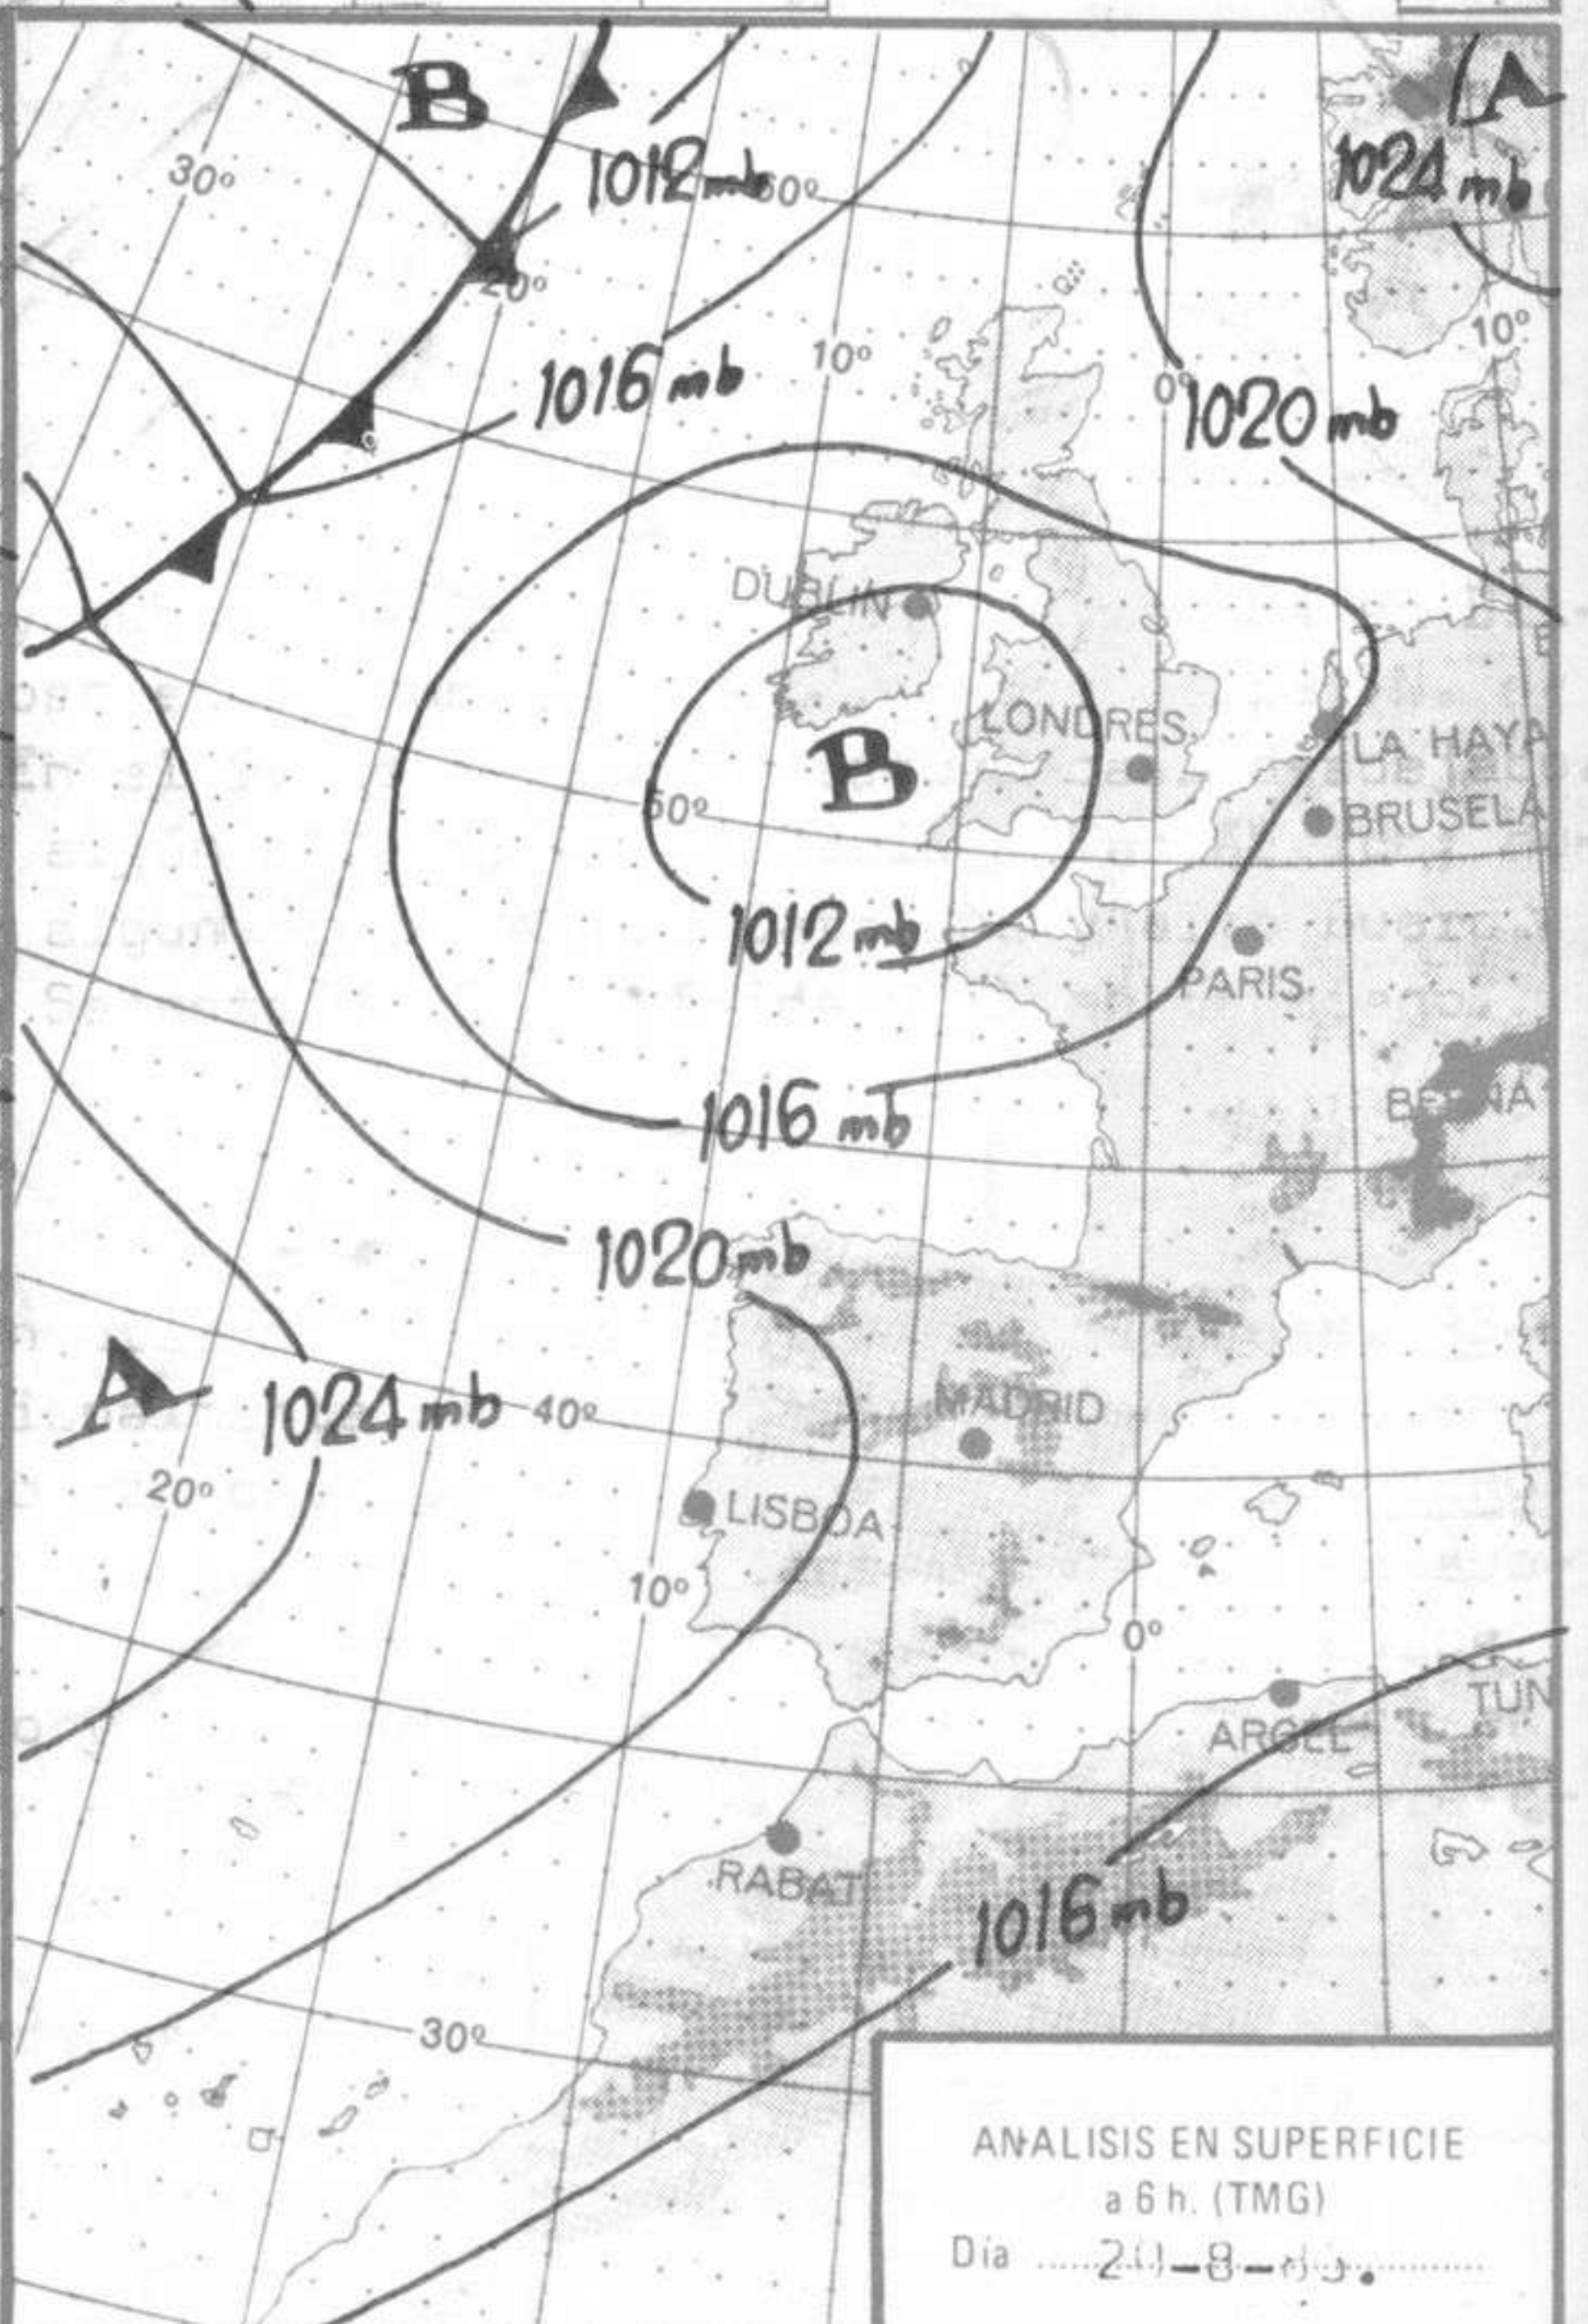 B
30º
1012 mb
60º
A
1024 mb
20º
10º
1016 mb
10º
0º
1020 mb
DUBLIN
LONDRES
B
LA HAYA
50º
BRUSELA
1012 mb
PARIS
1016 mb
BERNA
1020 mb
A
1024 mb
40º
MADRID
20º
LISBOA
10º
0º
TUN
ARGEL
RABAT
1016 mb
30º
ANALISIS EN SUPERFICIE
a 6 h. (TMG)
Dia